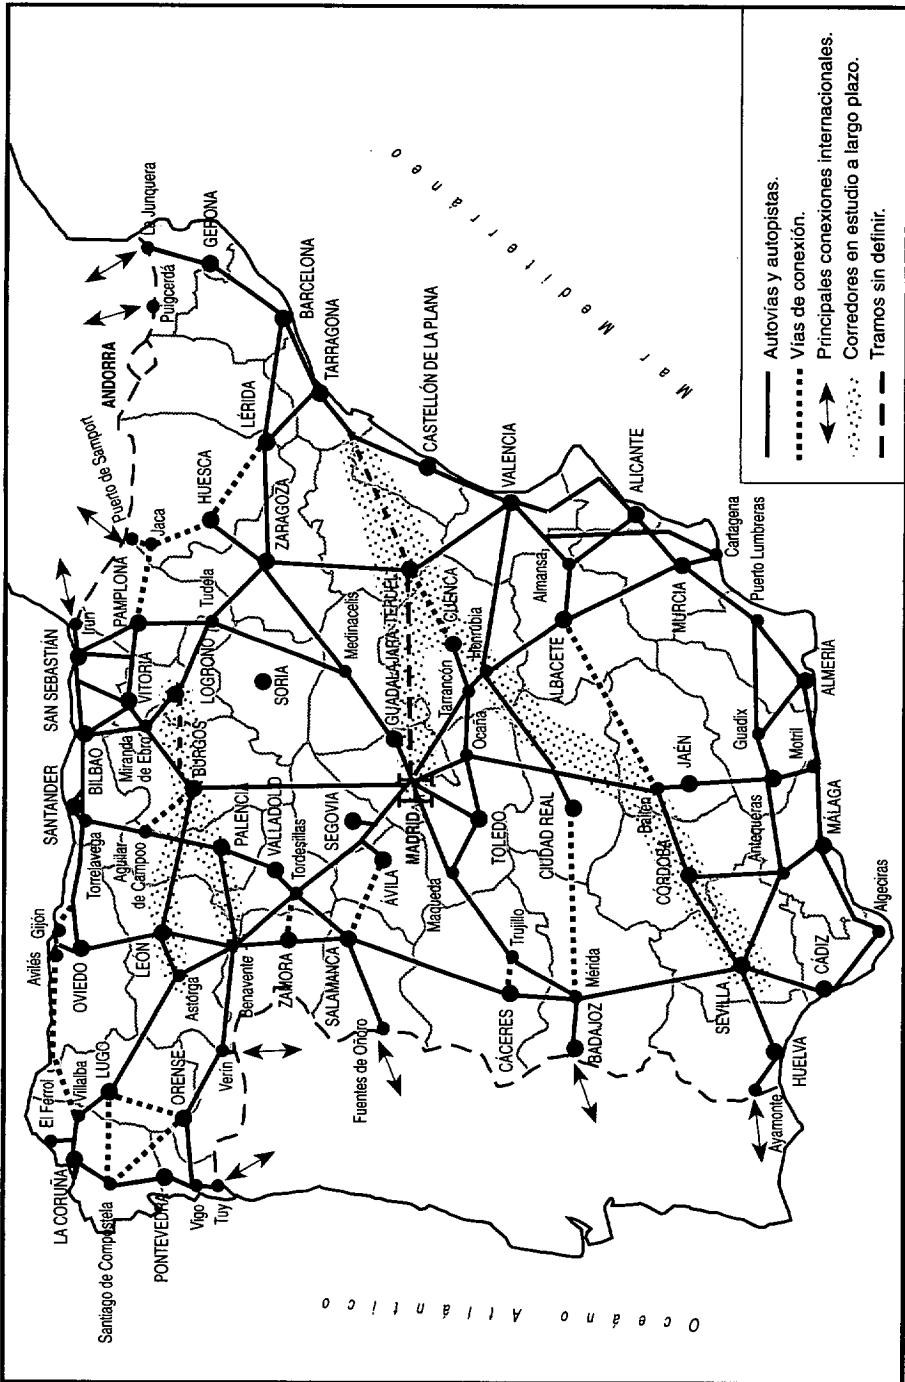 El Ferrol
LA CORUÑA
Villalba
LUGO
Santiago de Compostela
PONTEVEDRA
ORENSE
Vigo
Tuy
Verín
Avilés
Gijón
OVIEDO
Torrelavega
SANTANDER
BILBAO
SAN SEBASTIÁN
Irún
PAMPLONA
VITORIA
Miranda
de Ebro
LOGROÑO
Aguilar
de Campoo
BURGOS
LEÓN
Astorga
Benavente
PALENCIA
VALLADOLID
Tordesillas
ZAMORA
SALAMANCA
Fuentes de Oñoro
SEGOVIA
ÁVILA
SORIA
Tudela
Puerto de Samport
Jaca
HUESCA
ZARAGOZA
Medinacelis
ANDORRA
Puigcerdá
La Junquera
GERONA
BARCELONA
LÉRIDA
TARRAGONA
CASTELLÓN DE LA PLANA
VALENCIA
TERUEL
GUADALAJARA
CUENCA
Tarrancón
Honrubia
MADRID
Ocaña
TOLEDO
Maqueda
Trujillo
CÁCERES
BADAJOZ
Mérida
CIUDAD REAL
ALBACETE
Almansa
ALICANTE
MURCIA
Cartagena
Puerto Lumbreras
ALMERÍA
Guadix
Motril
JAÉN
Bailén
CÓRDOBA
Antequeras
MÁLAGA
Algeciras
CÁDIZ
SEVILLA
HUELVA
Ayamonte
Océano Atlántico
Mar Mediterráneo
Autovías y autopistas.
Vías de conexión.
Principales conexiones internacionales.
Corredores en estudio a largo plazo.
Tramos sin definir.